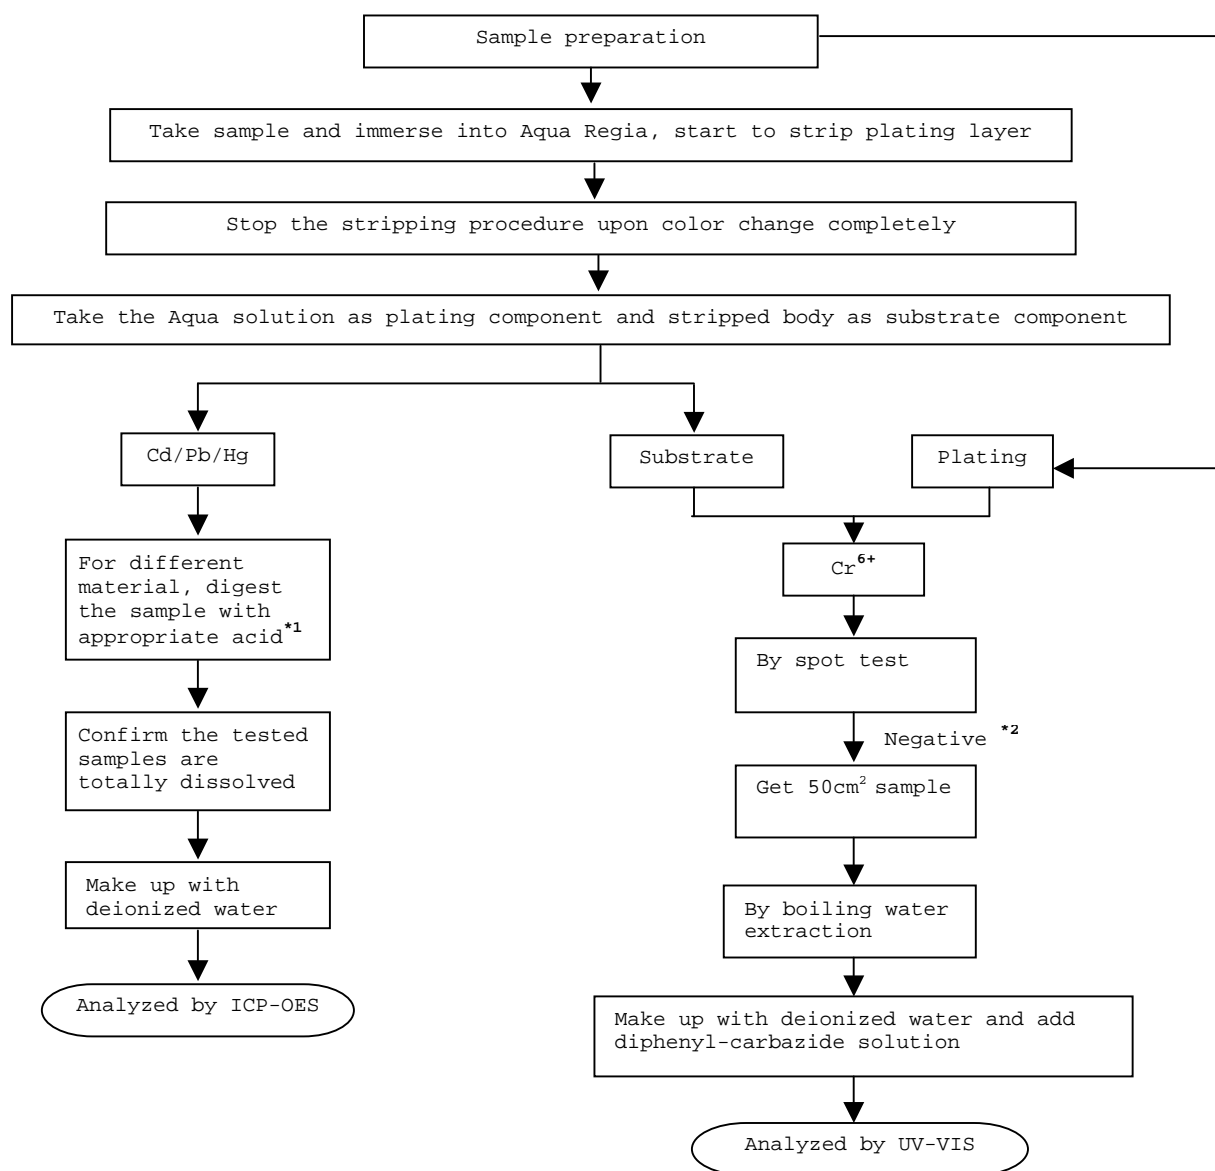 Sample preparation
Take sample and immerse into Aqua Regia, start to strip plating layer
Stop the stripping procedure upon color change completely
Take the Aqua solution as plating component and stripped body as substrate component
Cd/Pb/Hg
Substrate
Plating
For different
material, digest
the sample with
appropriate acid*1
Cr6+
By spot test
Confirm the tested
samples are
totally dissolved
Negative *2
Get 50cm² sample
Make up with
deionized water
By boiling water
extraction
Analyzed by ICP-OES
Make up with deionized water and add
diphenyl-carbazide solution
Analyzed by UV-VIS